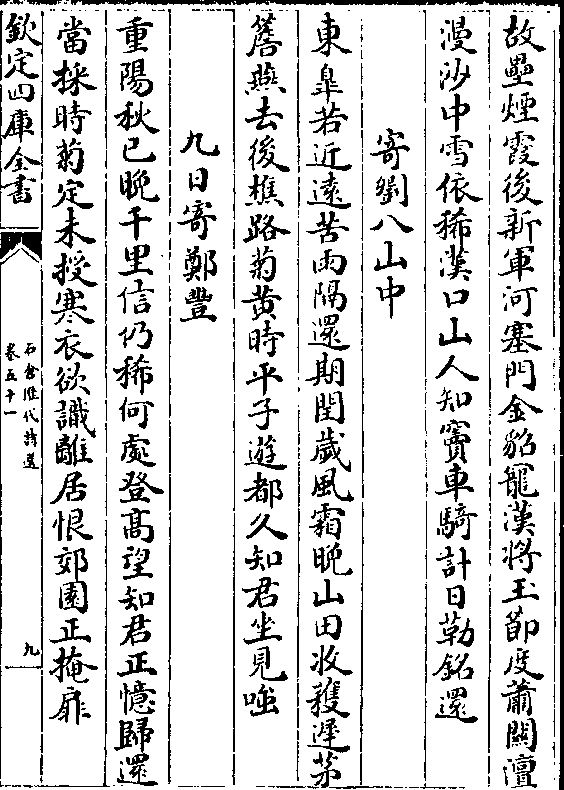 故壘煙霞後新軍河塞門金貂寵漢將玉節度蕭關澶
漫沙中雪依稀漢口山人知竇車騎計日勒銘還
寄劉八山中
東臯若近遠苦雨隔還期閏歲風霜晚山田收穫遲茅
簷燕去後樵路菊黄時平子遊都久知君坐見嗤
九日寄鄭豐
重陽秋已晚千里信仍稀何處登髙望知君正憶歸還
當採時菊定未授寒衣欲識離居恨郊園正掩扉
欽定四庫全書
石倉歷代詩選
卷五十一
九